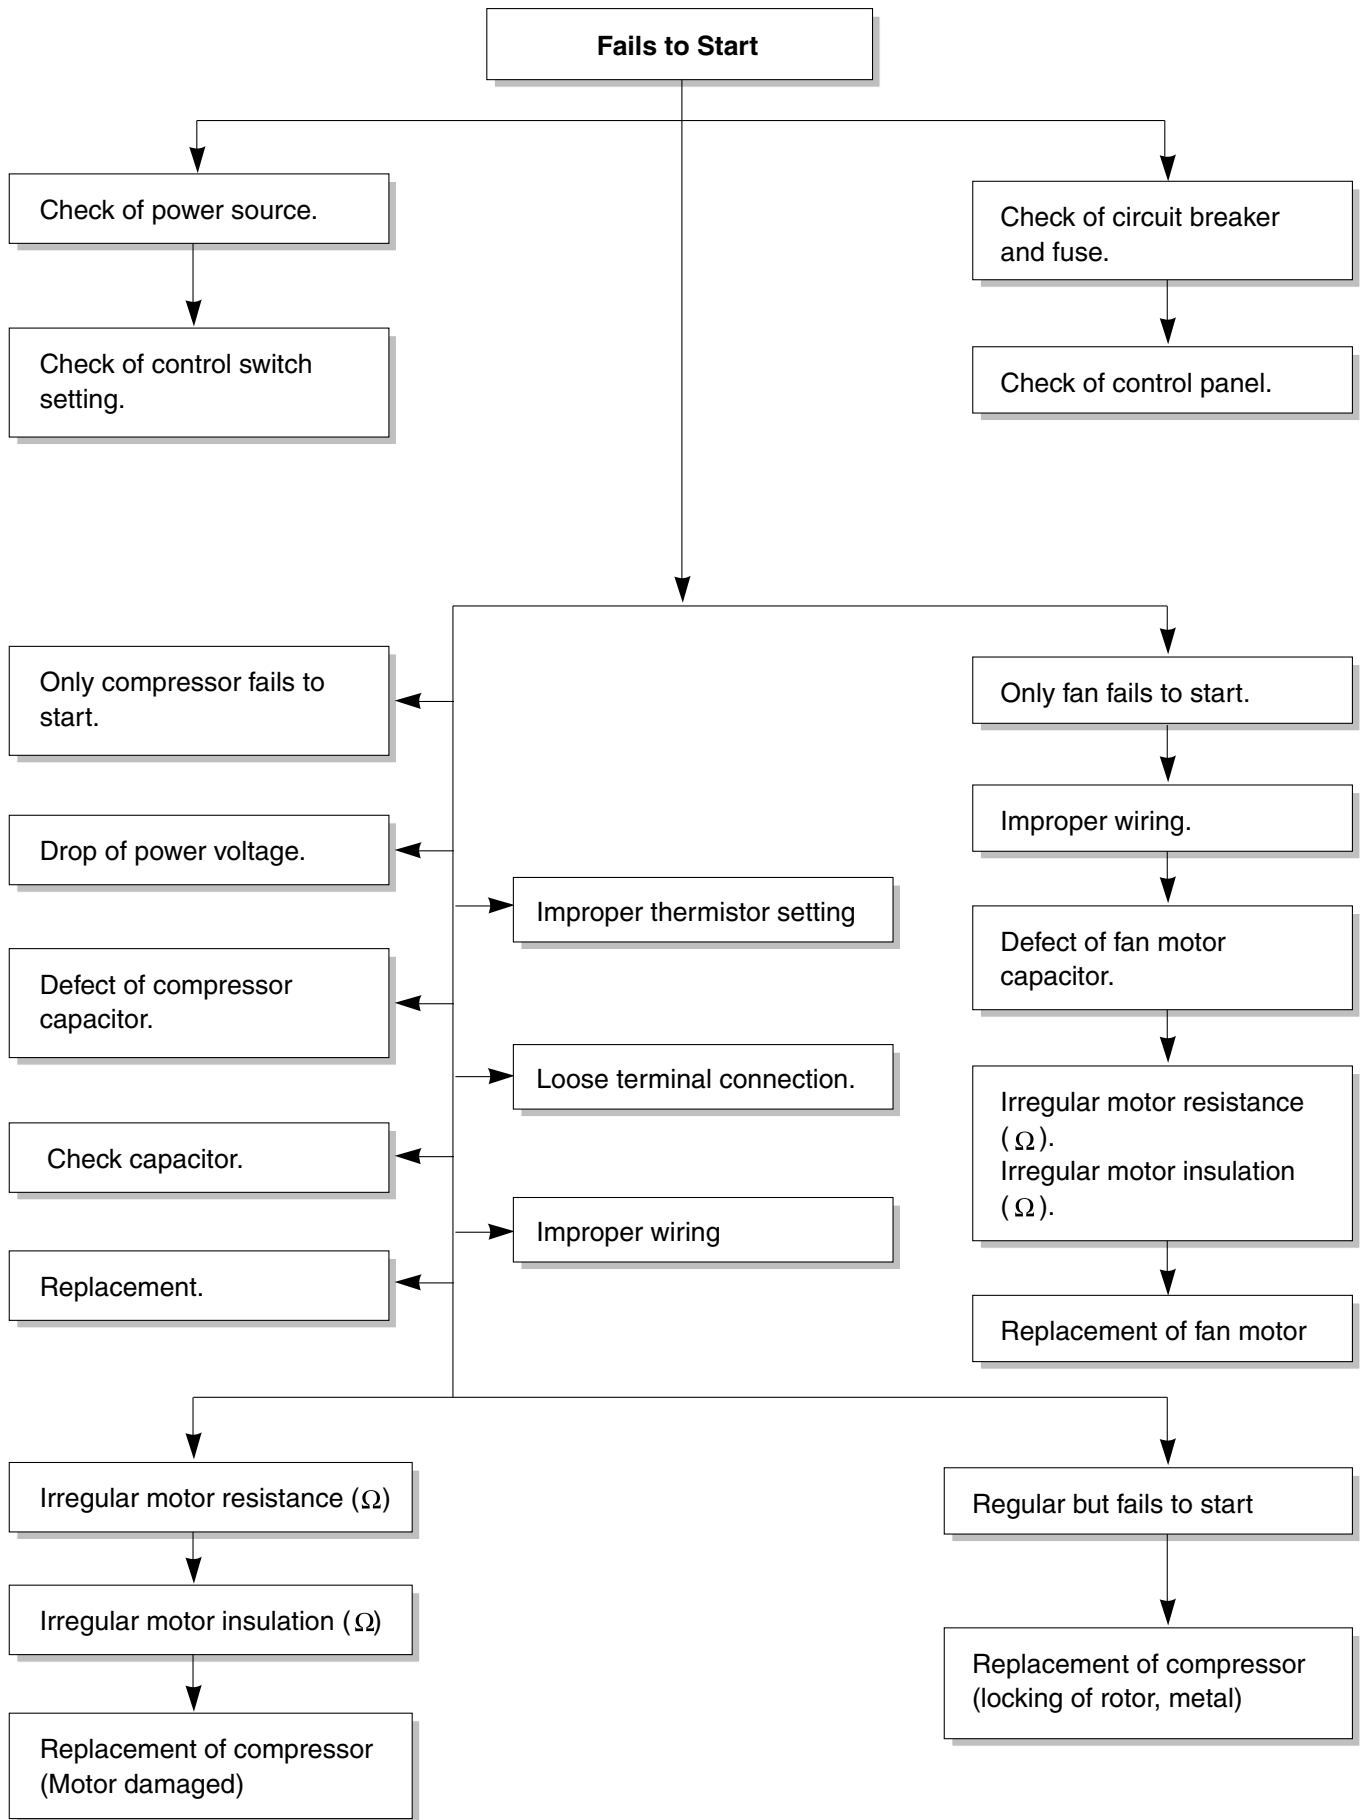 Fails to Start
Check of power source.
Check of circuit breaker
and fuse.
Check of control switch
setting.
Check of control panel.
Only compressor fails to
start.
Only fan fails to start.
Drop of power voltage.
Improper wiring.
Improper thermistor setting
Defect of fan motor
capacitor.
Defect of compressor
capacitor.
Loose terminal connection.
Irregular motor resistance
(Ω).
Irregular motor insulation
(Ω).
Check capacitor.
Improper wiring
Replacement.
Replacement of fan motor
Irregular motor resistance (Ω)
Regular but fails to start
Irregular motor insulation (Ω)
Replacement of compressor
(locking of rotor, metal)
Replacement of compressor
(Motor damaged)